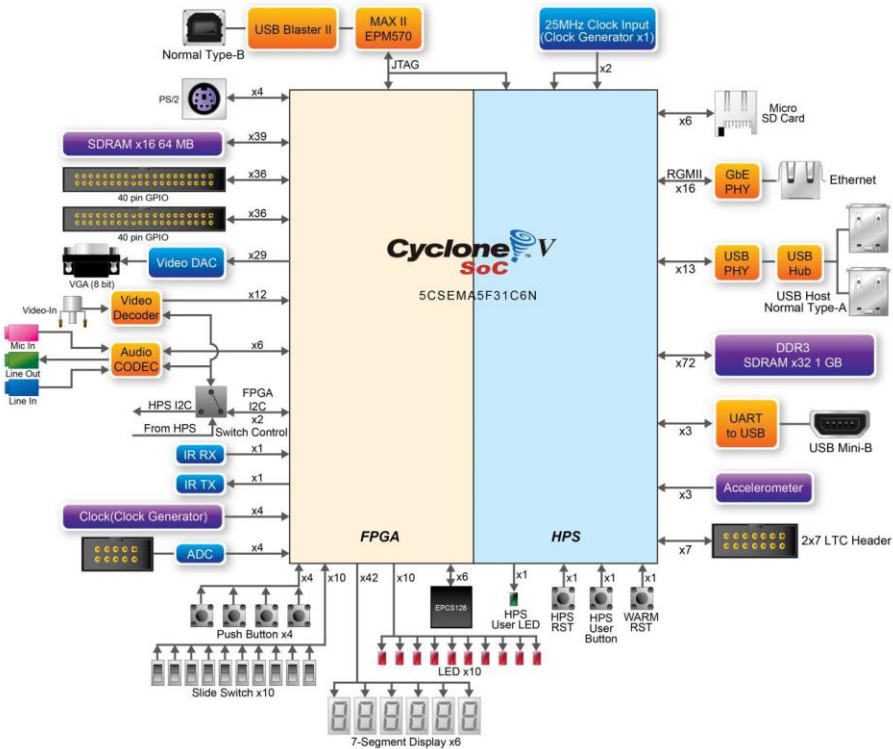 Normal Type-B
USB Blaster II
MAX II
EPM570
JTAG
25MHz Clock Input
(Clock Generator x1)
x2
PS/2
x4
SDRAM x16 64 MB
x39
40 pin GPIO
x36
40 pin GPIO
x36
VGA (8 bit)
Video DAC
x29
Video-In
Video
Decoder
x12
Mic In
Line Out
Line In
Audio
CODEC
x6
HPS I2C
From HPS
FPGA
I2C
x2
Switch Control
IR RX
x1
IR TX
x1
Clock(Clock Generator)
x4
ADC
x4
Cyclone V
SoC
TM
5CSEMA5F31C6N
FPGA
HPS
x6
Micro
SD Card
RGMII
x16
GbE
PHY
Ethernet
x13
USB
PHY
USB
Hub
USB Host
Normal Type-A
x72
DDR3
SDRAM x32 1 GB
x3
UART
to USB
USB Mini-B
x3
Accelerometer
x7
2x7 LTC Header
x4
x10
x42
x10
x6
x1
x1
x1
x1
Push Button x4
EPCS128
HPS
User LED
HPS
RST
HPS
User
Button
WARM
RST
Slide Switch x10
LED x10
7-Segment Display x6